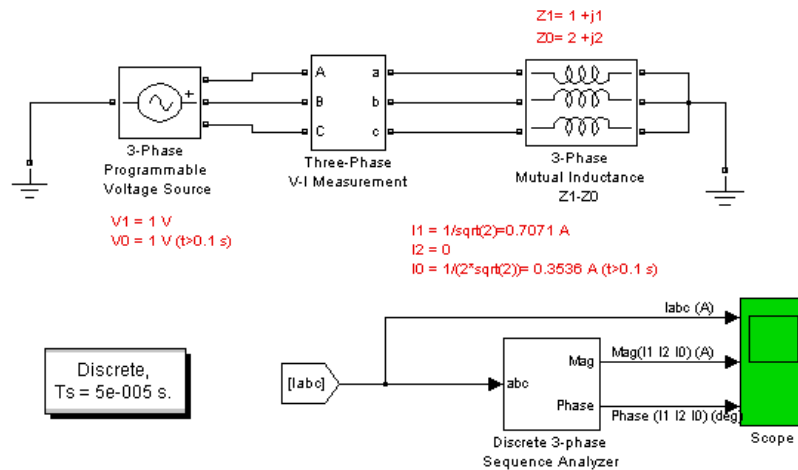 Z1= 1 +j1
Z0= 2 +j2
A
B
C
a
b
c
+
3-Phase
Programmable
Voltage Source
Three-Phase
V-I Measurement
3-Phase
Mutual Inductance
Z1-Z0
V1 = 1 V
V0 = 1 V (t>0.1 s)
I1 = 1/sqrt(2)=0.7071 A
I2 = 0
I0 = 1/(2*sqrt(2))= 0.3536 A (t>0.1 s)
Discrete,
Ts = 5e-005 s.
[Iabc]
abc
Mag
Phase
Discrete 3-phase
Sequence Analyzer
Iabc (A)
Mag(I1 I2 I0) (A)
Phase (I1 I2 I0) (deg)
Scope